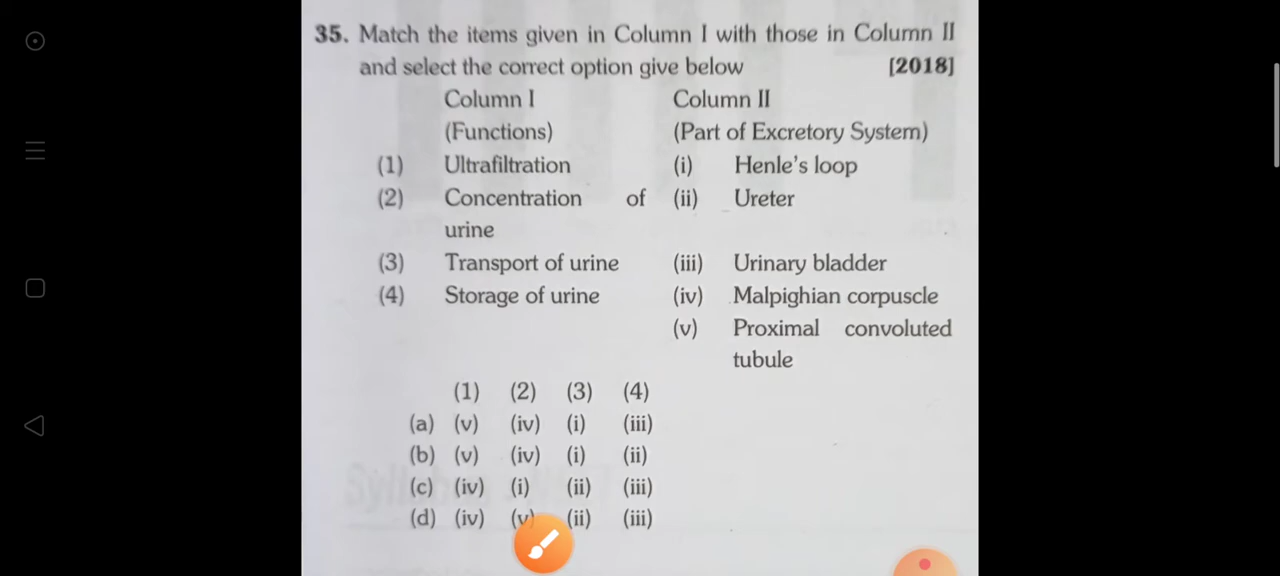 35. Match the items given in Column I with those in Column II
and select the correct option give below [2018]
Column I Column II
(Functions) (Part of Excretory System)
(1) Ultrafiltration (i) Henle's loop
(2) Concentration of (ii) Ureter
urine
(3) Transport of urine (iii) Urinary bladder
(4) Storage of urine (iv) Malpighian corpuscle
(v) Proximal convoluted
tubule
(1) (2) (3) (4)
(a) (v) (iv) (i) (iii)
(b) (v) (iv) (i) (ii)
(c) (iv) (i) (ii) (iii)
(d) (iv) (v) (ii) (iii)